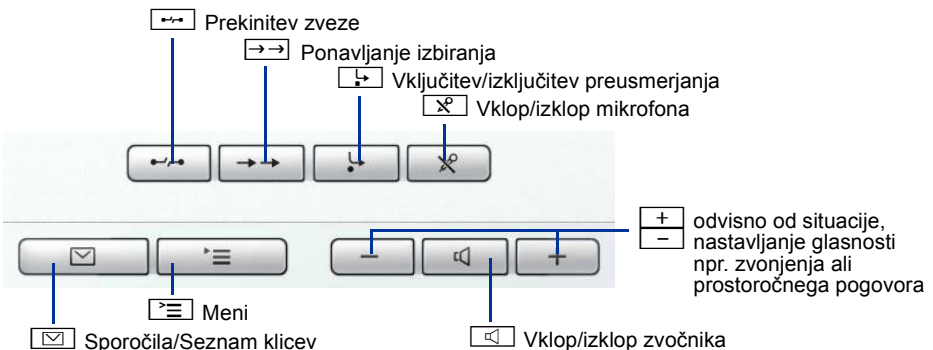 Prekinitev zveze
→→ Ponavljanje izbiranja
Vključitev/izključitev preusmerjanja
Vklop/izklop mikrofona
+ odvisno od situacije,
− nastavljanje glasnosti
npr. zvonjenja ali
prostoročnega pogovora
− +
Meni
Sporočila/Seznam klicev
Vklop/izklop zvočnika